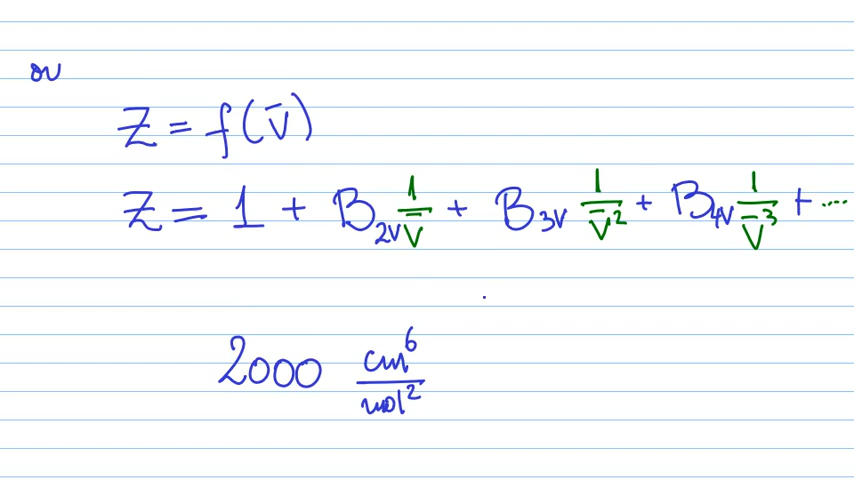 ou
Z = f(V̄)
Z = 1 + B₂ᵥ 1/V̄ + B₃ᵥ 1/V̄² + B₄ᵥ 1/V̄³ + ....
2000 cm⁶/mol²